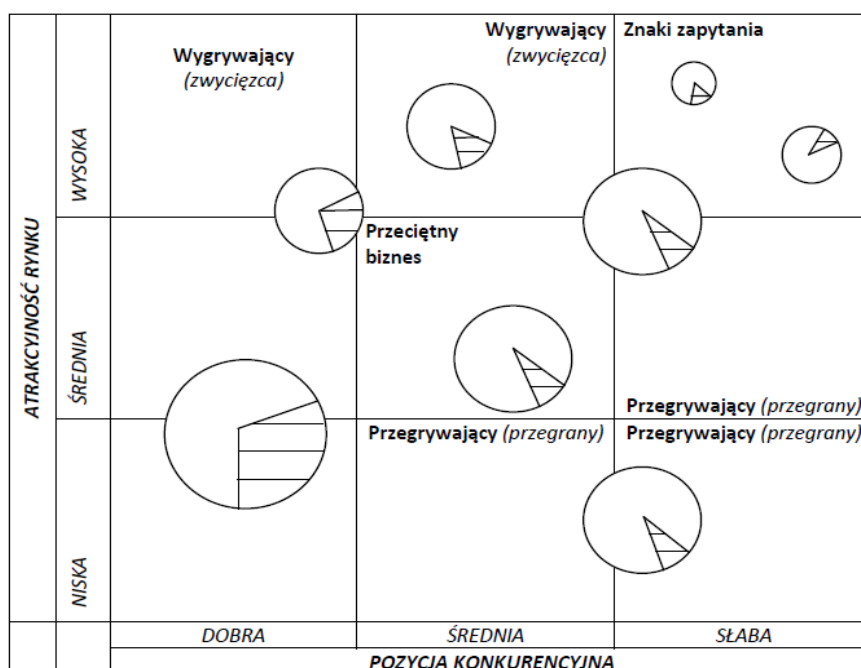 Wygrywający
(zwycięzca)
Wygrywający
(zwycięzca)
Znaki zapytania
WYSOKA
Przeciętny
biznes
ATRAKCYJNOŚĆ RYNKU
ŚREDNIA
Przegrywający (przegrany)
Przegrywający (przegrany)
Przegrywający (przegrany)
NISKA
DOBRA
ŚREDNIA
SŁABA
POZYCJA KONKURENCYJNA